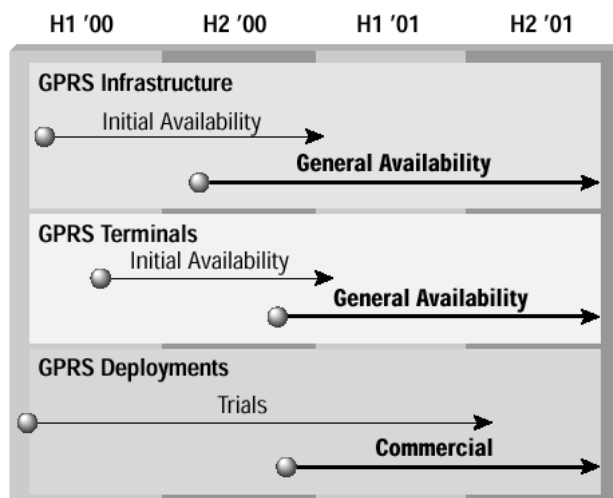 H1 ’00 H2 ’00 H1 ’01 H2 ’01
GPRS Infrastructure
Initial Availability
General Availability
GPRS Terminals
Initial Availability
General Availability
GPRS Deployments
Trials
Commercial